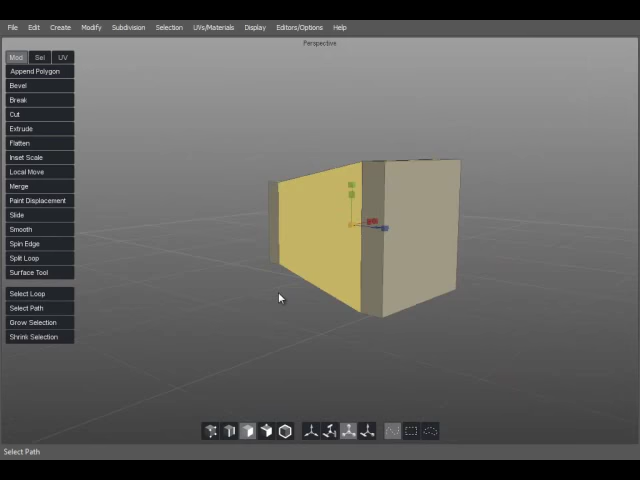 File Edit Create Modify Subdivision Selection UVs/Materials Display Editors/Options Help
Perspective
Mod Sel UV
Append Polygon
Bevel
Break
Cut
Extrude
Flatten
Inset Scale
Local Move
Merge
Paint Displacement
Slide
Smooth
Spin Edge
Split Loop
Surface Tool
Select Loop
Select Path
Grow Selection
Shrink Selection
Select Path